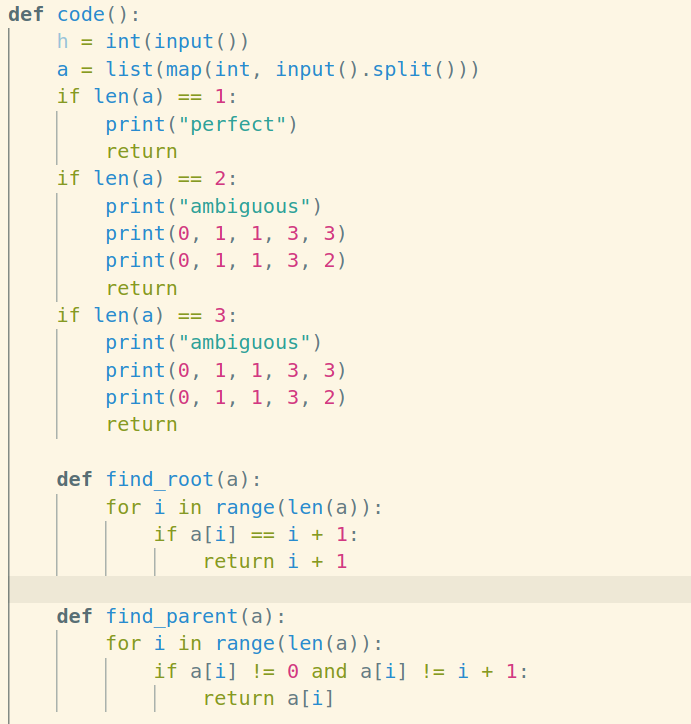 def code():
    h = int(input())
    a = list(map(int, input().split()))
    if len(a) == 1:
        print("perfect")
        return
    if len(a) == 2:
        print("ambiguous")
        print(0, 1, 1, 3, 3)
        print(0, 1, 1, 3, 2)
        return
    if len(a) == 3:
        print("ambiguous")
        print(0, 1, 1, 3, 3)
        print(0, 1, 1, 3, 2)
        return

    def find_root(a):
        for i in range(len(a)):
            if a[i] == i + 1:
                return i + 1

    def find_parent(a):
        for i in range(len(a)):
            if a[i] != 0 and a[i] != i + 1:
                return a[i]